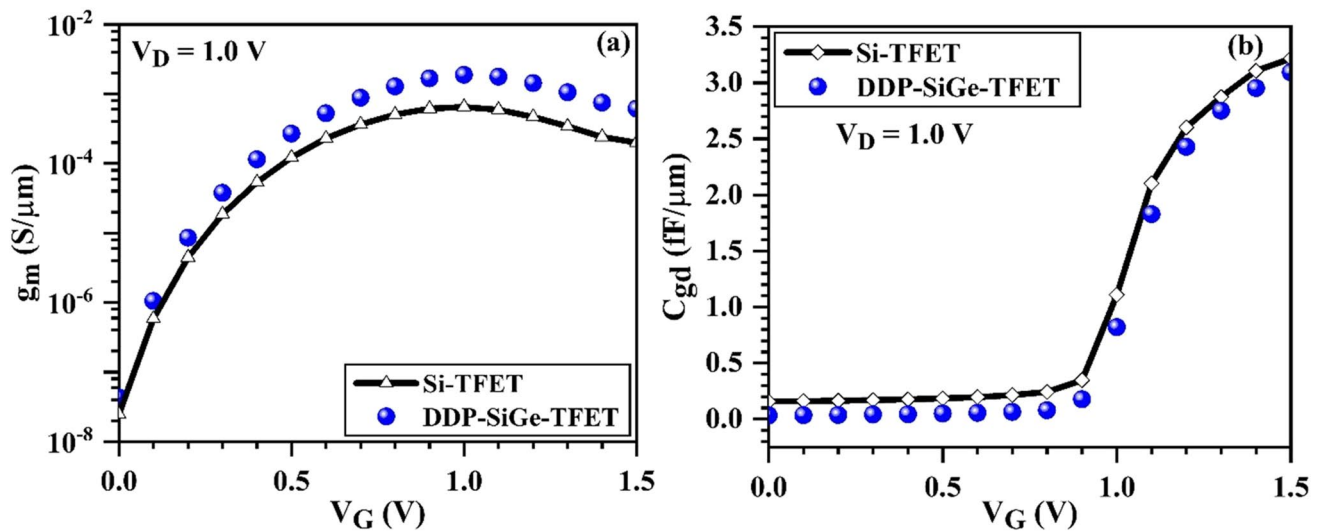 V_D = 1.0 V
(a)
g_m (S/μm)
10^-2
10^-4
10^-6
10^-8
Si-TFET
DDP-SiGe-TFET
0.0 0.5 1.0 1.5
V_G (V)
(b)
Si-TFET
DDP-SiGe-TFET
V_D = 1.0 V
C_gd (fF/μm)
3.5
3.0
2.5
2.0
1.5
1.0
0.5
0.0
0.0 0.5 1.0 1.5
V_G (V)